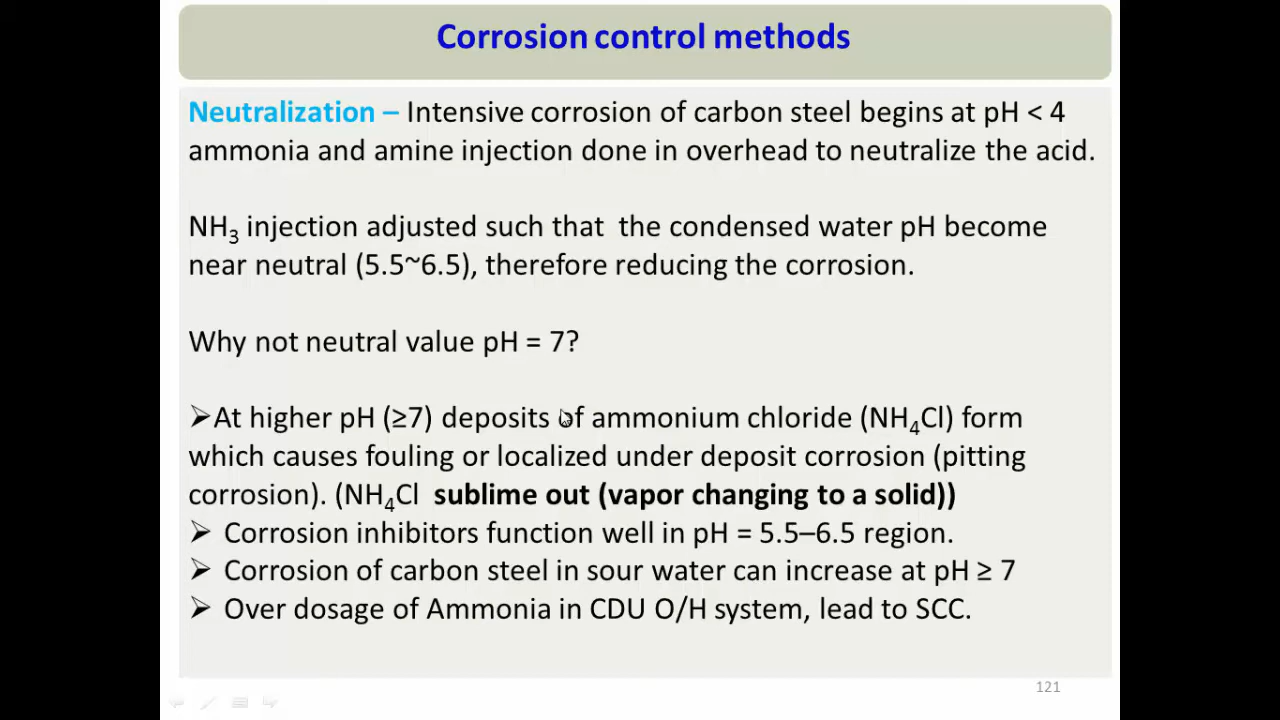 Corrosion control methods
Neutralization – Intensive corrosion of carbon steel begins at pH < 4
ammonia and amine injection done in overhead to neutralize the acid.
NH₃ injection adjusted such that the condensed water pH become
near neutral (5.5~6.5), therefore reducing the corrosion.
Why not neutral value pH = 7?
➢At higher pH (≥7) deposits of ammonium chloride (NH₄Cl) form
which causes fouling or localized under deposit corrosion (pitting
corrosion). (NH₄Cl sublime out (vapor changing to a solid))
➢ Corrosion inhibitors function well in pH = 5.5–6.5 region.
➢ Corrosion of carbon steel in sour water can increase at pH ≥ 7
➢ Over dosage of Ammonia in CDU O/H system, lead to SCC.
121